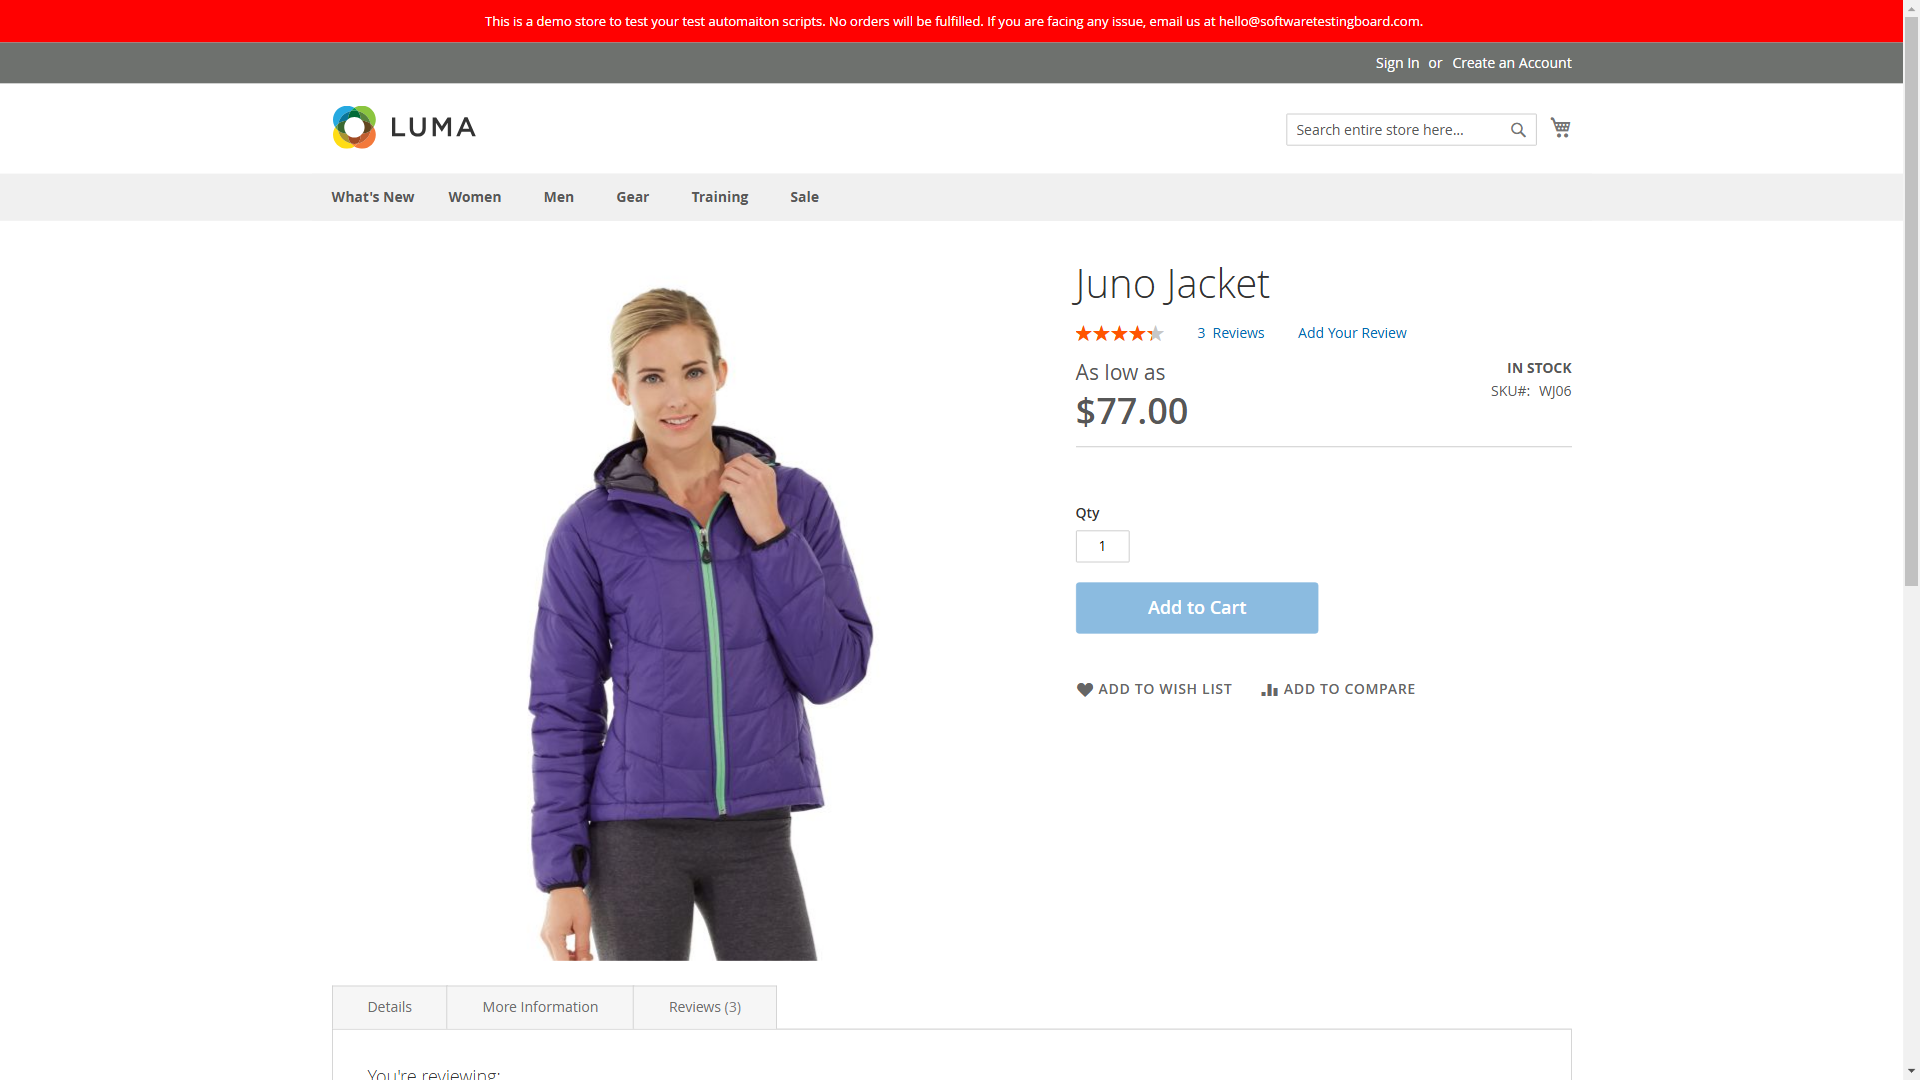 This is a demo store to test your test automaiton scripts. No orders will be fulfilled. If you are facing any issue, email us at hello@softwaretestingboard.com.
Sign In or Create an Account
LUMA
Search entire store here...
What's New Women Men Gear Training Sale
Juno Jacket
3 Reviews Add Your Review
As low as
$77.00
IN STOCK
SKU#: WJ06
Qty
1
Add to Cart
ADD TO WISH LIST ADD TO COMPARE
Details More Information Reviews (3)
You're reviewing: